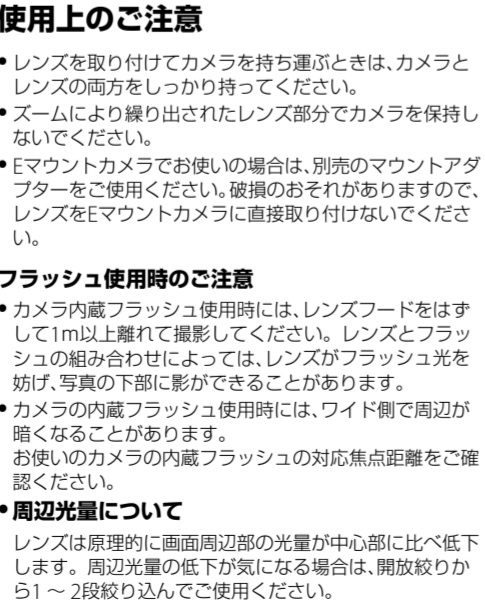 使用上のご注意
• レンズを取り付けてカメラを持ち運ぶときは、カメラと
レンズの両方をしっかり持ってください。
• ズームにより繰り出されたレンズ部分でカメラを保持し
ないでください。
• Eマウントカメラでお使いの場合は、別売のマウントアダ
プターをご使用ください。破損のおそれがありますので、
レンズをEマウントカメラに直接取り付けないでくださ
い。
フラッシュ使用時のご注意
• カメラ内蔵フラッシュ使用時には、レンズフードをはず
して1m以上離れて撮影してください。レンズとフラッ
シュの組み合わせによっては、レンズがフラッシュ光を
妨げ、写真の下部に影ができることがあります。
• カメラの内蔵フラッシュ使用時には、ワイド側で周辺が
暗くなることがあります。
お使いのカメラの内蔵フラッシュの対応焦点距離をご確
認ください。
• 周辺光量について
レンズは原理的に画面周辺部の光量が中心部に比べ低下
します。周辺光量の低下が気になる場合は、開放絞りか
ら1 ～ 2段絞り込んでご使用ください。